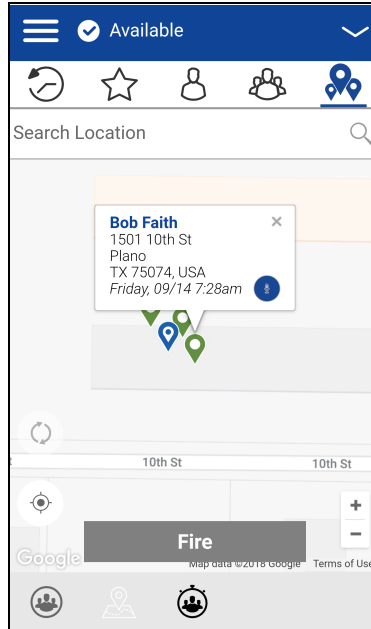 Available
Search Location
Bob Faith
1501 10th St
Plano
TX 75074, USA
Friday, 09/14 7:28am
10th St
10th St
Fire
Google
Map data ©2018 Google
Terms of Use